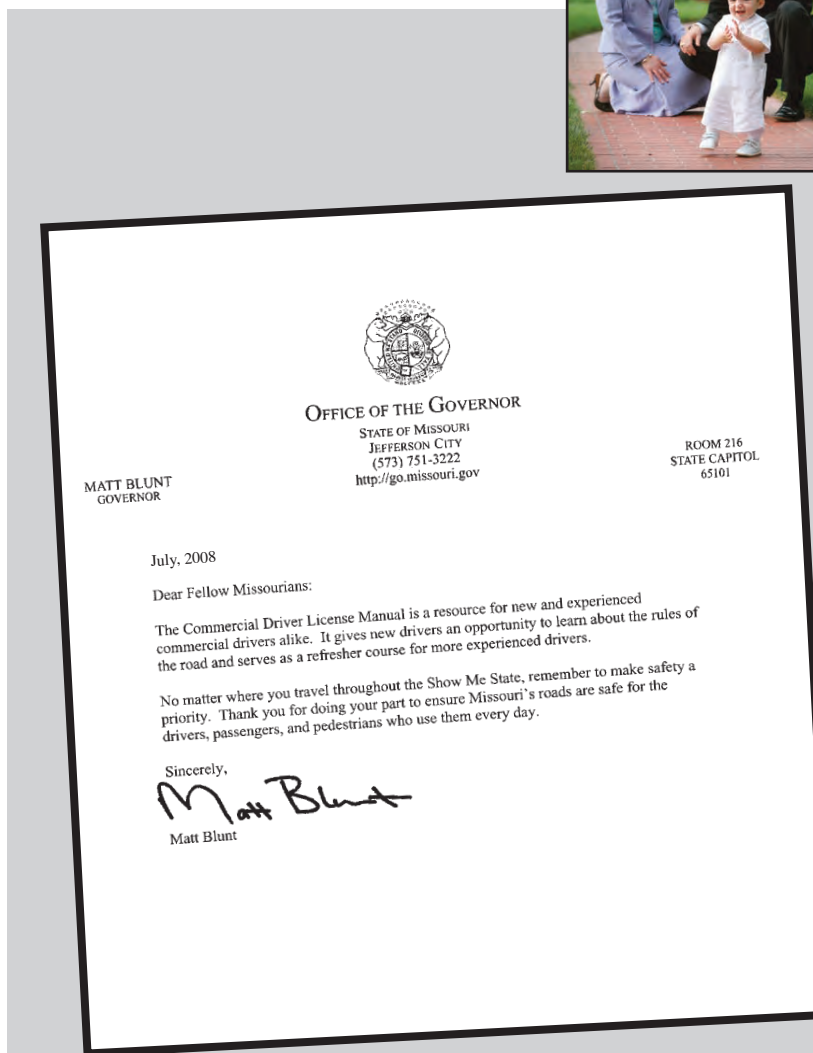 OFFICE OF THE GOVERNOR
STATE OF MISSOURI
JEFFERSON CITY
(573) 751-3222
http://go.missouri.gov
MATT BLUNT
GOVERNOR
ROOM 216
STATE CAPITOL
65101
July, 2008
Dear Fellow Missourians:
The Commercial Driver License Manual is a resource for new and experienced
commercial drivers alike. It gives new drivers an opportunity to learn about the rules of
the road and serves as a refresher course for more experienced drivers.
No matter where you travel throughout the Show Me State, remember to make safety a
priority. Thank you for doing your part to ensure Missouri's roads are safe for the
drivers, passengers, and pedestrians who use them every day.
Sincerely,
Matt Blunt
Matt Blunt